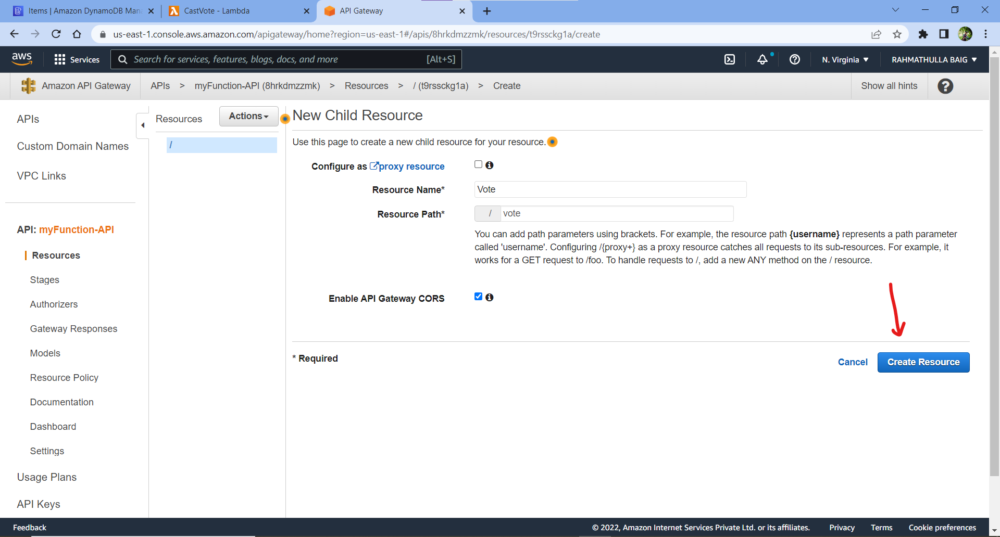 Items | Amazon DynamoDB Man
CastVote - Lambda
API Gateway
us-east-1.console.aws.amazon.com/apigateway/home?region=us-east-1#/apis/8hrkdmzzmk/resources/t9rssckg1a/create
aws
Services
Search for services, features, blogs, docs, and more
[Alt+S]
N. Virginia
RAHMATHULLA BAIG
Amazon API Gateway
APIs > myFunction-API (8hrkdmzzmk) > Resources > / (t9rssckg1a) > Create
Show all hints
APIs
Custom Domain Names
VPC Links
API: myFunction-API
Resources
Stages
Authorizers
Gateway Responses
Models
Resource Policy
Documentation
Dashboard
Settings
Usage Plans
API Keys
Resources
Actions
/
New Child Resource
Use this page to create a new child resource for your resource.
Configure as proxy resource
Resource Name*
Vote
Resource Path*
/ vote
You can add path parameters using brackets. For example, the resource path {username} represents a path parameter
called 'username'. Configuring /{proxy+} as a proxy resource catches all requests to its sub-resources. For example, it
works for a GET request to /foo. To handle requests to /, add a new ANY method on the / resource.
Enable API Gateway CORS
* Required
Cancel
Create Resource
Feedback
© 2022, Amazon Internet Services Private Ltd. or its affiliates.
Privacy
Terms
Cookie preferences